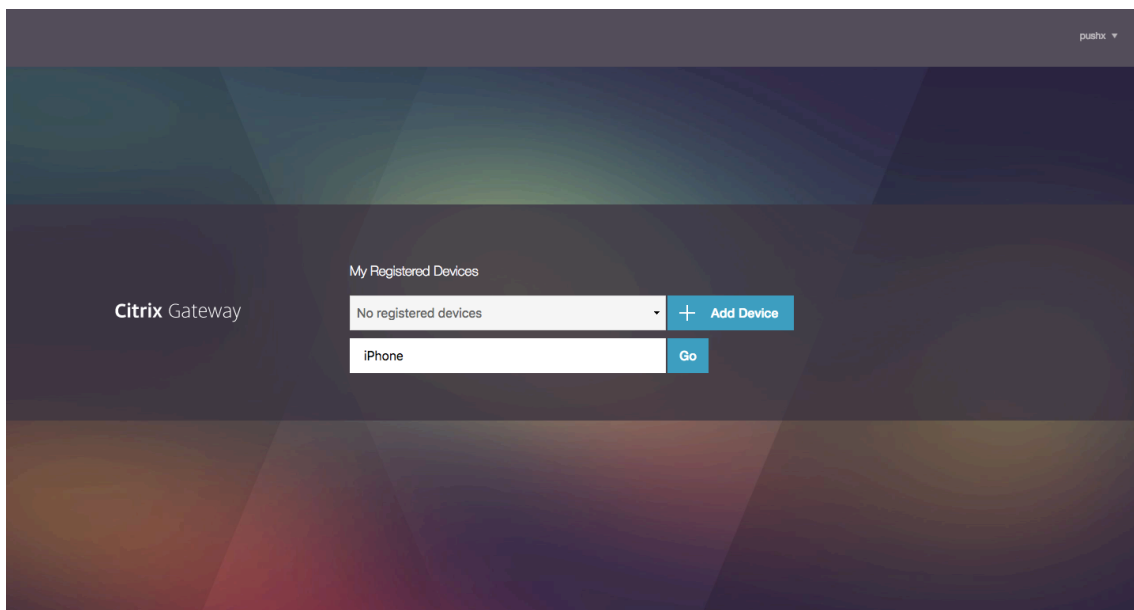 pushx
My Registered Devices
Citrix Gateway
No registered devices
Add Device
iPhone
Go